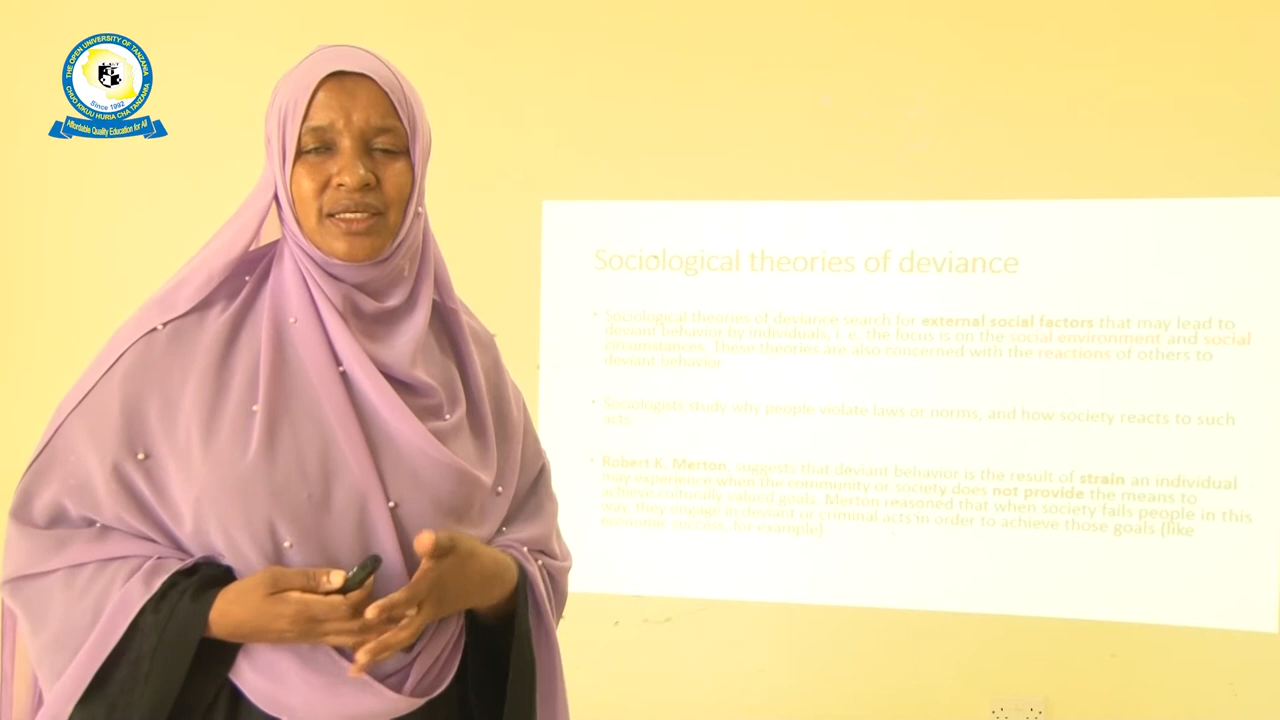 THE OPEN UNIVERSITY OF TANZANIA
Since 1992
CHUO KIKUU HURIA CHA TANZANIA
Affordable Quality Education for All
Sociological theories of deviance
• Sociological theories of deviance search for external social factors that may lead to
deviant behavior by individuals, i. e. the focus is on the social environment and social
circumstances. These theories are also concerned with the reactions of others to
deviant behavior.
• Sociologists study why people violate laws or norms, and how society reacts to such
acts.
• Robert K. Merton, suggests that deviant behavior is the result of strain an individual
may experience when the community or society does not provide the means to
achieve culturally valued goals. Merton reasoned that when society fails people in this
way, they engage in deviant or criminal acts in order to achieve those goals (like
economic success, for example)